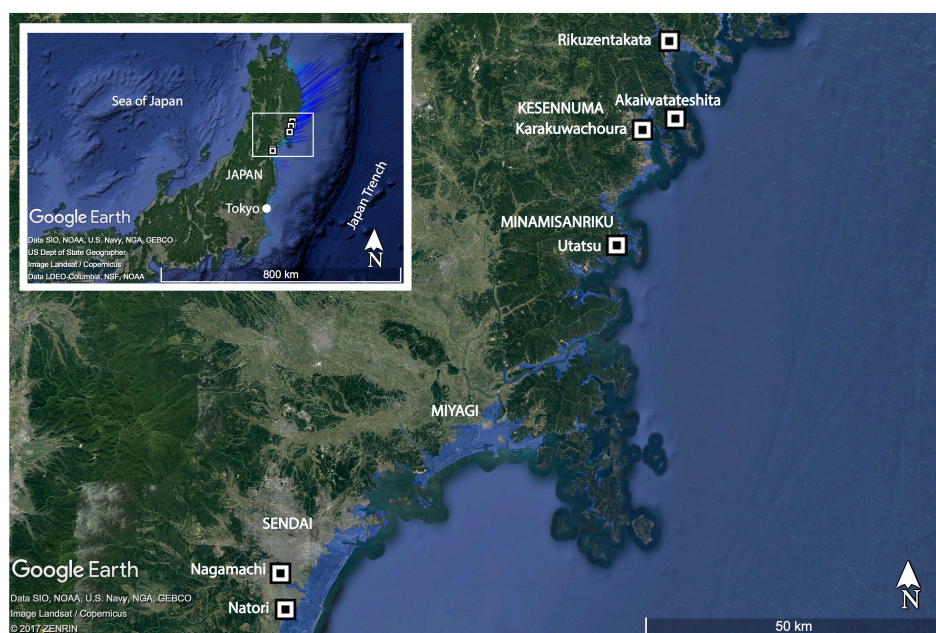 Sea of Japan
JAPAN
Tokyo
Japan Trench
Google Earth
Data SIO, NOAA, U.S. Navy, NGA, GEBCO
US Dept of State Geographer
Image Landsat / Copernicus
Data LDEO-Columbia, NSF, NOAA
N
800 km
Rikuzentakata
KESENNUMA
Akaiwatateshita
Karakuwachoura
MINAMISANRIKU
Utatsu
MIYAGI
SENDAI
Nagamachi
Natori
Google Earth
Data SIO, NOAA, U.S. Navy, NGA, GEBCO
Image Landsat / Copernicus
© 2017 ZENRIN
N
50 km